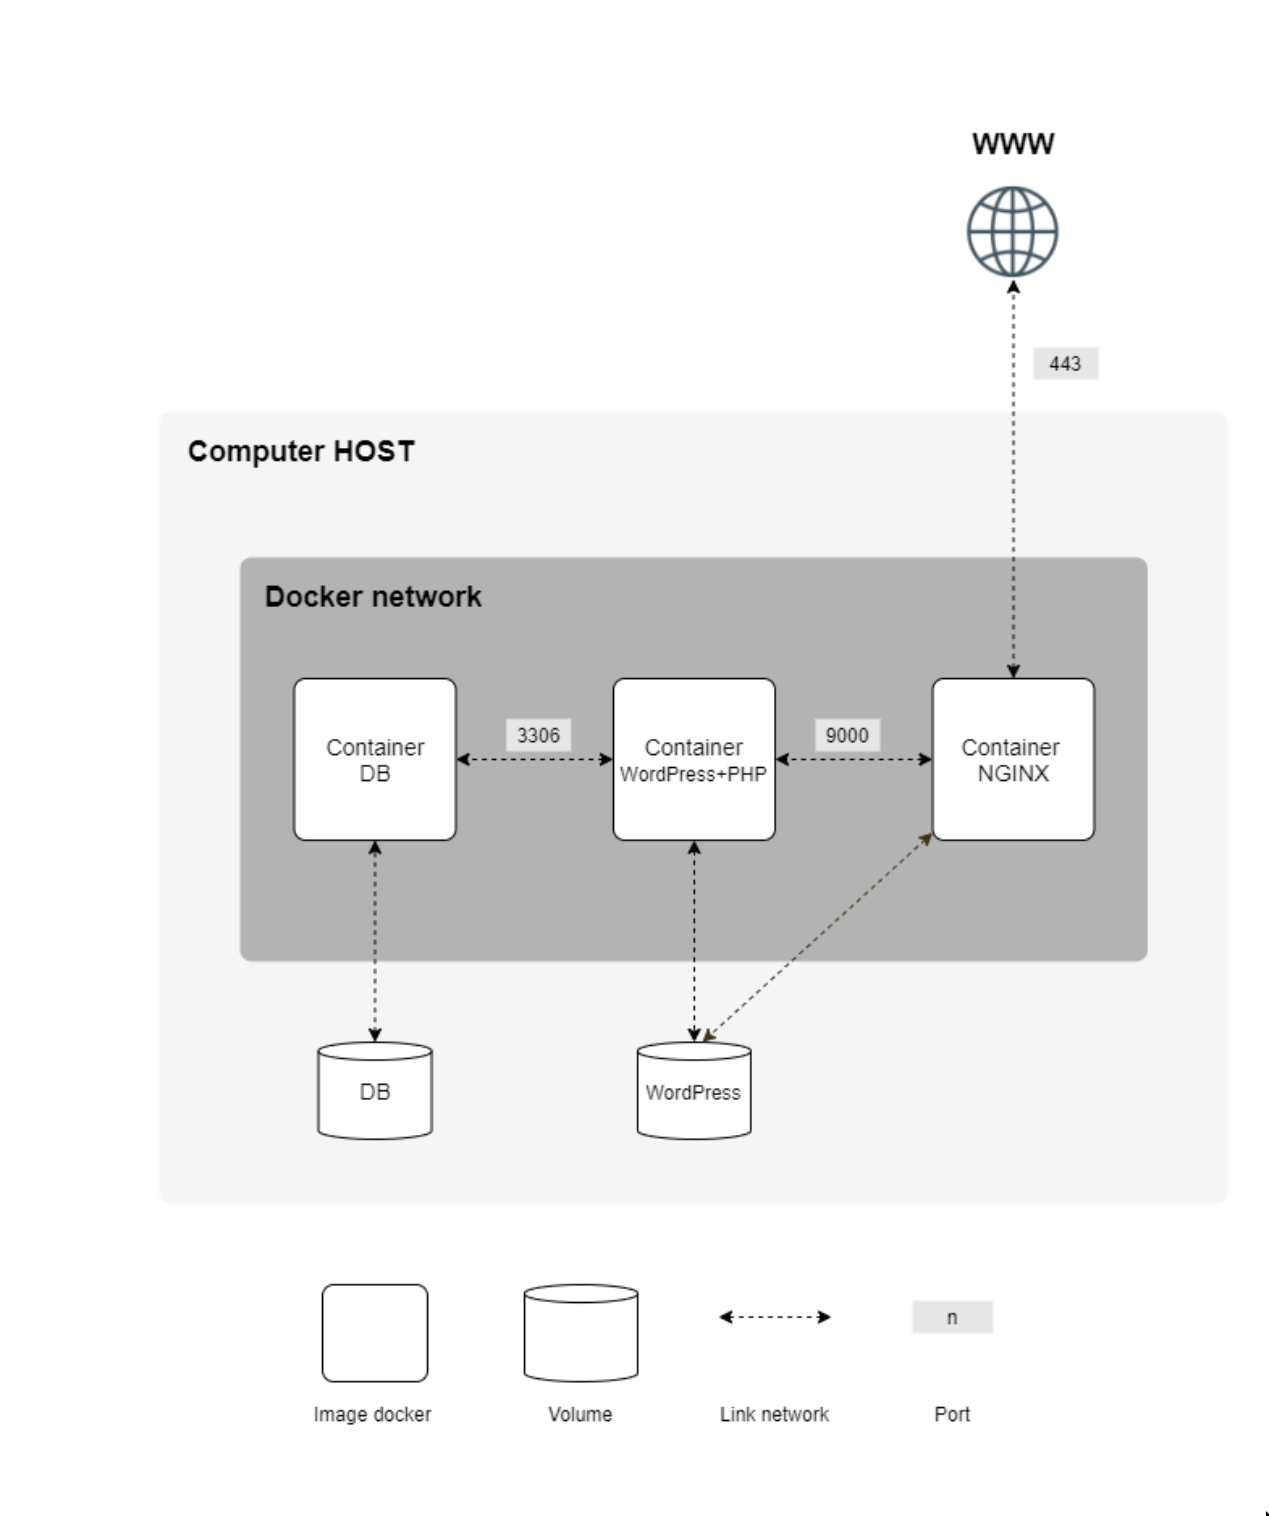 WWW
443
Computer HOST
Docker network
Container
DB
3306
Container
WordPress+PHP
9000
Container
NGINX
DB
WordPress
n
Image docker
Volume
Link network
Port